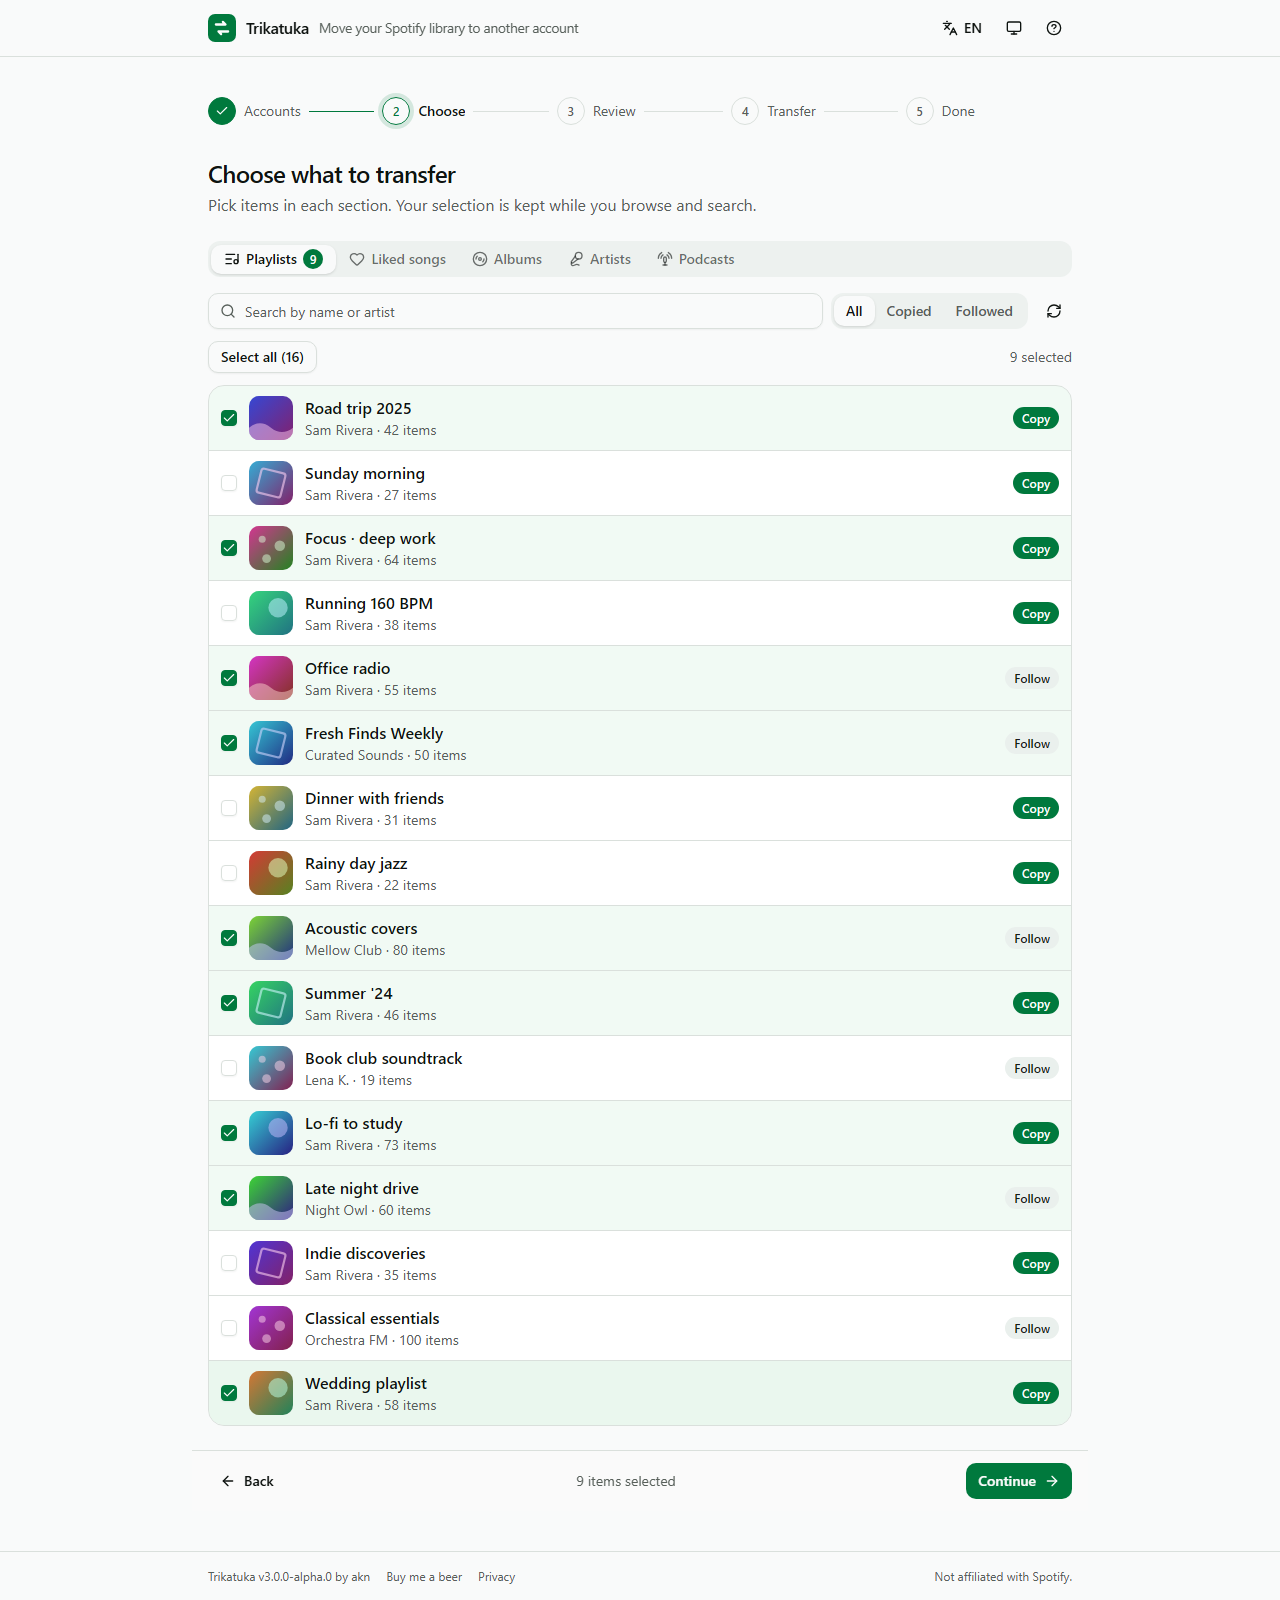 Trikatuka Move your Spotify library to another account EN
Accounts 2 Choose 3 Review 4 Transfer 5 Done
Choose what to transfer
Pick items in each section. Your selection is kept while you browse and search.
Playlists 9 Liked songs Albums Artists Podcasts
Search by name or artist All Copied Followed
Select all (16) 9 selected
Road trip 2025
Sam Rivera · 42 items
Copy
Sunday morning
Sam Rivera · 27 items
Copy
Focus · deep work
Sam Rivera · 64 items
Copy
Running 160 BPM
Sam Rivera · 38 items
Copy
Office radio
Sam Rivera · 55 items
Follow
Fresh Finds Weekly
Curated Sounds · 50 items
Follow
Dinner with friends
Sam Rivera · 31 items
Copy
Rainy day jazz
Sam Rivera · 22 items
Copy
Acoustic covers
Mellow Club · 80 items
Follow
Summer '24
Sam Rivera · 46 items
Copy
Book club soundtrack
Lena K. · 19 items
Follow
Lo-fi to study
Sam Rivera · 73 items
Copy
Late night drive
Night Owl · 60 items
Follow
Indie discoveries
Sam Rivera · 35 items
Copy
Classical essentials
Orchestra FM · 100 items
Follow
Wedding playlist
Sam Rivera · 58 items
Copy
Back 9 items selected Continue
Trikatuka v3.0.0-alpha.0 by akn Buy me a beer Privacy Not affiliated with Spotify.